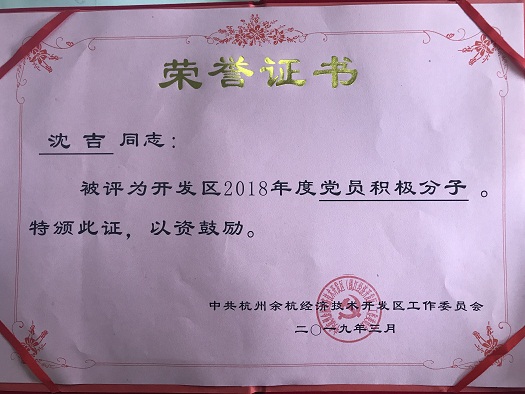 荣誉证书
沈吉同志：
被评为开发区2018年度党员积极分子。
特颁此证，以资鼓励。
中共杭州余杭经济技术开发区工作委员会
二〇一九年三月